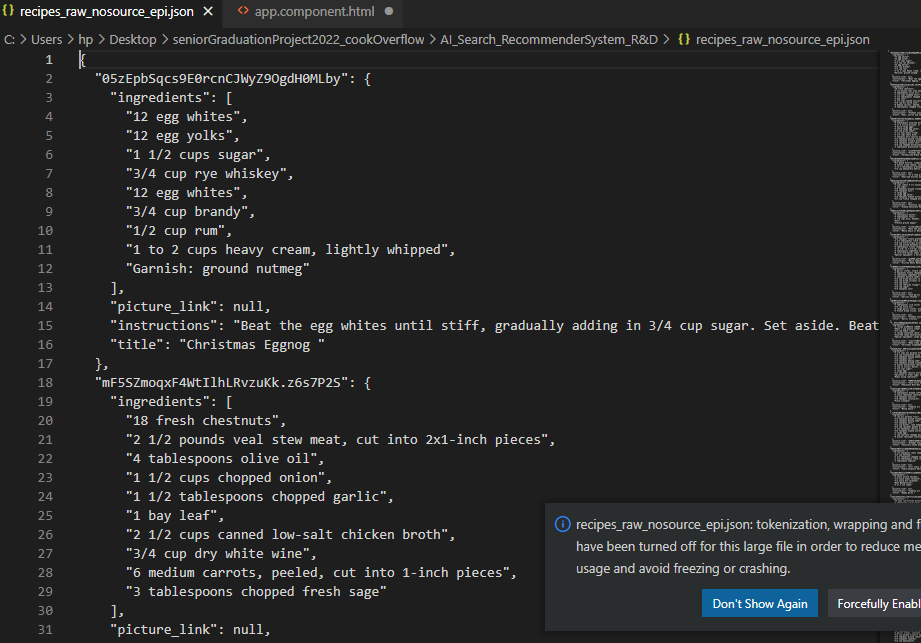 {} recipes_raw_nosource_epi.json × <> app.component.html ●
C: > Users > hp > Desktop > seniorGraduationProject2022_cookOverflow > AI_Search_RecommenderSystem_R&D > {} recipes_raw_nosource_epi.json
1 {
2 "05zEpbSqcs9E0rcnCJWyZ9OgdH0MLby": {
3 "ingredients": [
4 "12 egg whites",
5 "12 egg yolks",
6 "1 1/2 cups sugar",
7 "3/4 cup rye whiskey",
8 "12 egg whites",
9 "3/4 cup brandy",
10 "1/2 cup rum",
11 "1 to 2 cups heavy cream, lightly whipped",
12 "Garnish: ground nutmeg"
13 ],
14 "picture_link": null,
15 "instructions": "Beat the egg whites until stiff, gradually adding in 3/4 cup sugar. Set aside. Beat
16 "title": "Christmas Eggnog "
17 },
18 "mF5SZmoqxF4WtIlhLRvzuKk.z6s7P2S": {
19 "ingredients": [
20 "18 fresh chestnuts",
21 "2 1/2 pounds veal stew meat, cut into 2x1-inch pieces",
22 "4 tablespoons olive oil",
23 "1 1/2 cups chopped onion",
24 "1 1/2 tablespoons chopped garlic",
25 "1 bay leaf",
26 "2 1/2 cups canned low-salt chicken broth",
27 "3/4 cup dry white wine",
28 "6 medium carrots, peeled, cut into 1-inch pieces",
29 "3 tablespoons chopped fresh sage"
30 ],
31 "picture_link": null,
recipes_raw_nosource_epi.json: tokenization, wrapping and f
have been turned off for this large file in order to reduce me
usage and avoid freezing or crashing.
Don't Show Again Forcefully Enabl